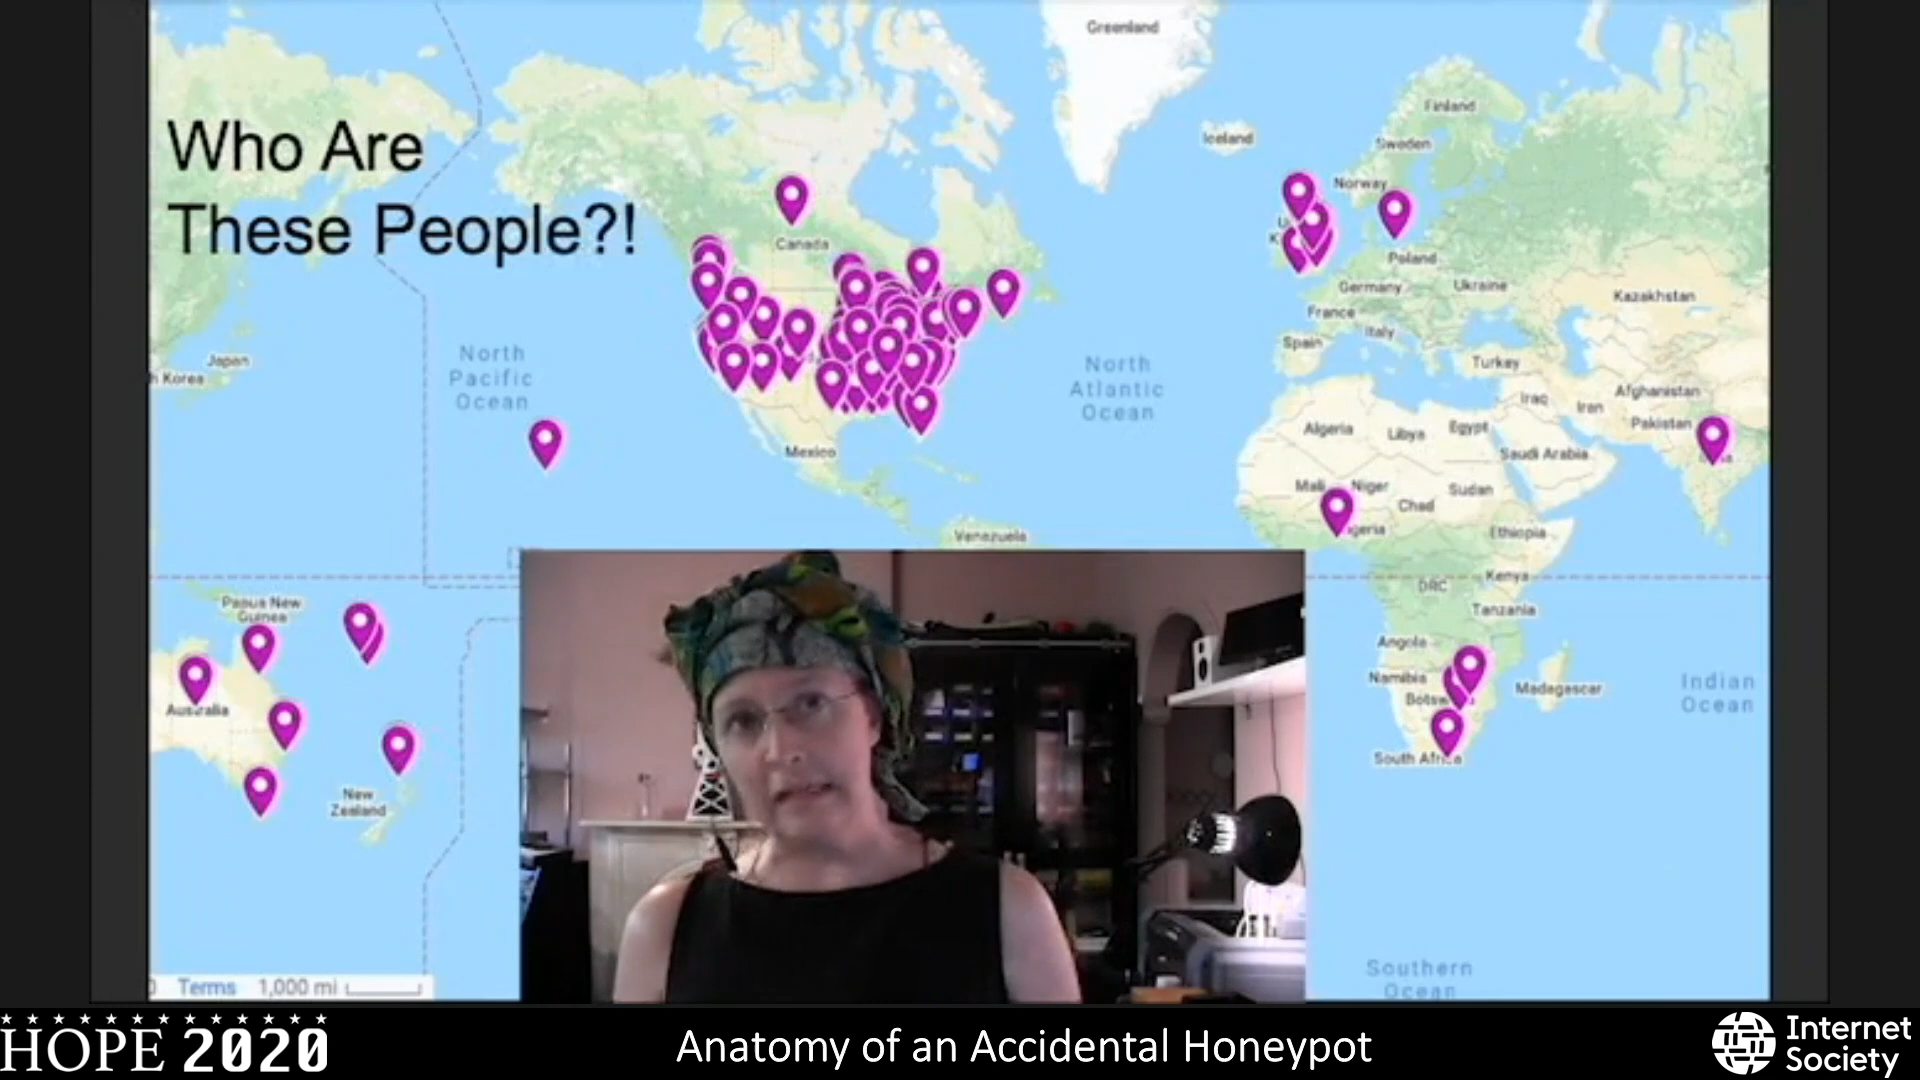 Who Are
These People?!
Greenland
Iceland
Finland
Sweden
Norway
Canada
Poland
Germany
Ukraine
Kazakhstan
France
Italy
Spain
Turkey
Japan
Korea
North
Pacific
Ocean
North
Atlantic
Ocean
Afghanistan
Iraq
Iran
Pakistan
Algeria
Libya
Egypt
Saudi Arabia
Mexico
Mali
Niger
Sudan
Chad
geria
Ethiopia
Venezuela
Kenya
DRC
Tanzania
Papua New
Guinea
Angola
Namibia
Botsw
Madagascar
Indian
Ocean
Australia
South Africa
New
Zealand
Southern
Ocean
Terms 1,000 mi
HOPE 2020
Anatomy of an Accidental Honeypot
Internet
Society